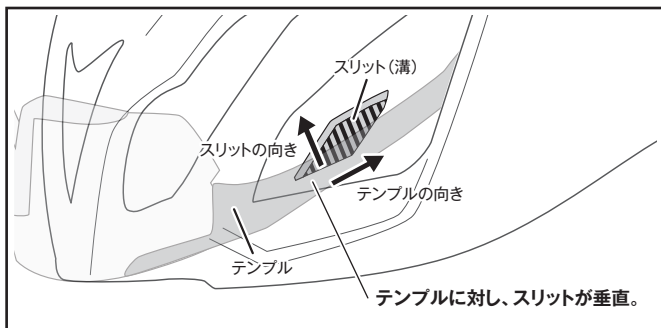 スリット（溝）
スリットの向き
テンプルの向き
テンプル
テンプルに対し、スリットが垂直。